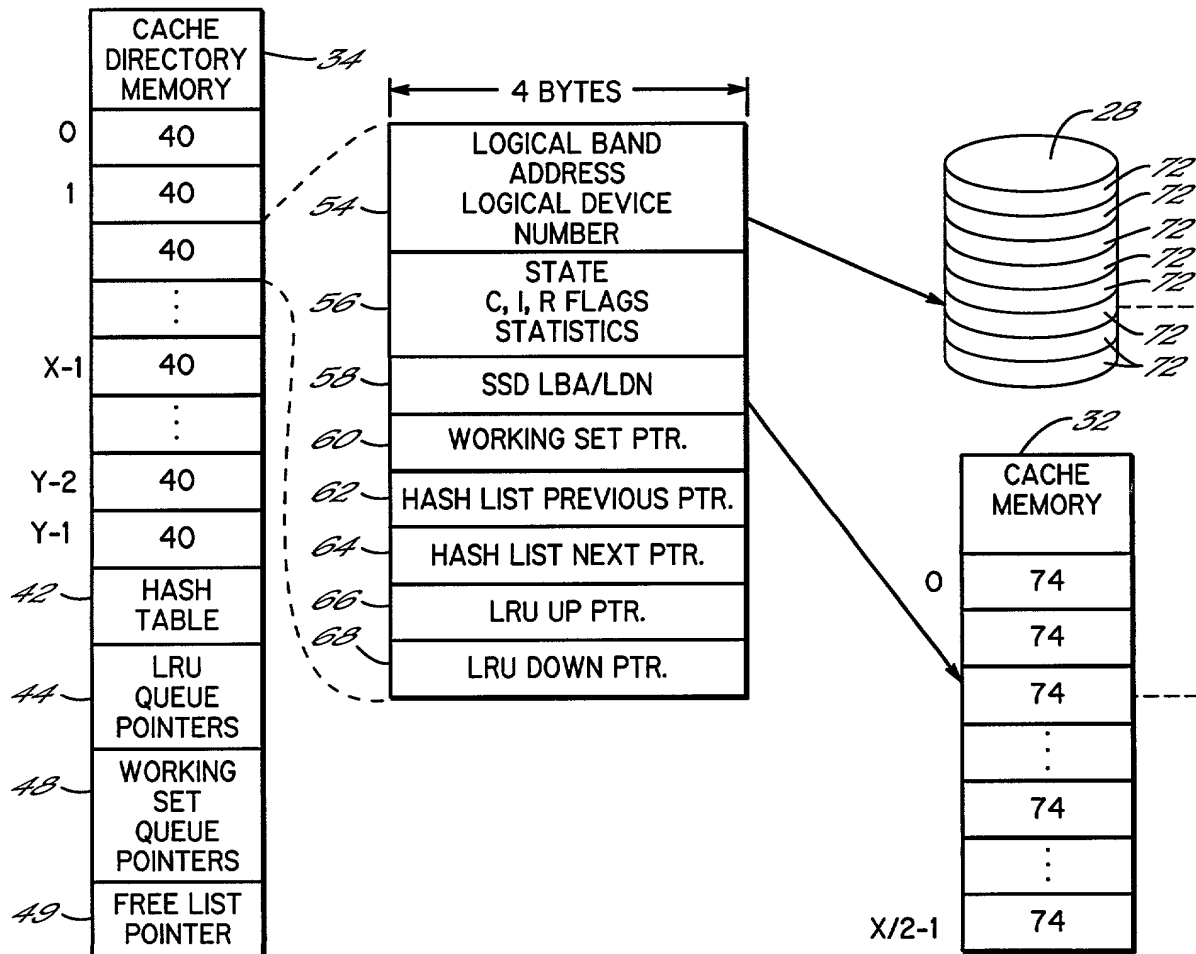 CACHE
DIRECTORY
MEMORY
34
0
40
1
40
40
⋮
X-1
40
⋮
Y-2
40
Y-1
40
42
HASH
TABLE
44
LRU
QUEUE
POINTERS
48
WORKING
SET
QUEUE
POINTERS
49
FREE LIST
POINTER
4 BYTES
54
LOGICAL BAND
ADDRESS
LOGICAL DEVICE
NUMBER
56
STATE
C, I, R FLAGS
STATISTICS
58
SSD LBA/LDN
60
WORKING SET PTR.
62
HASH LIST PREVIOUS PTR.
64
HASH LIST NEXT PTR.
66
LRU UP PTR.
68
LRU DOWN PTR.
28
72
72
72
72
72
72
72
32
CACHE
MEMORY
0
74
74
74
⋮
74
⋮
X/2-1
74